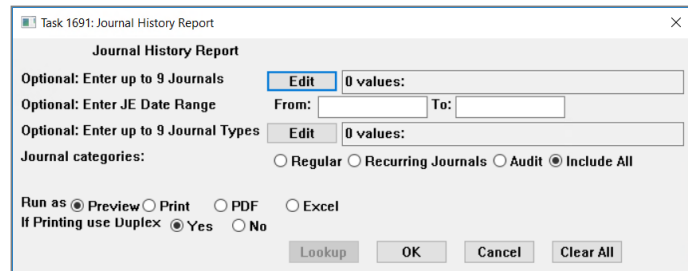 Task 1691: Journal History Report
Journal History Report
Optional: Enter up to 9 Journals Edit 0 values:
Optional: Enter JE Date Range From: To:
Optional: Enter up to 9 Journal Types Edit 0 values:
Journal categories: Regular Recurring Journals Audit Include All
Run as Preview Print PDF Excel
If Printing use Duplex Yes No
Lookup OK Cancel Clear All